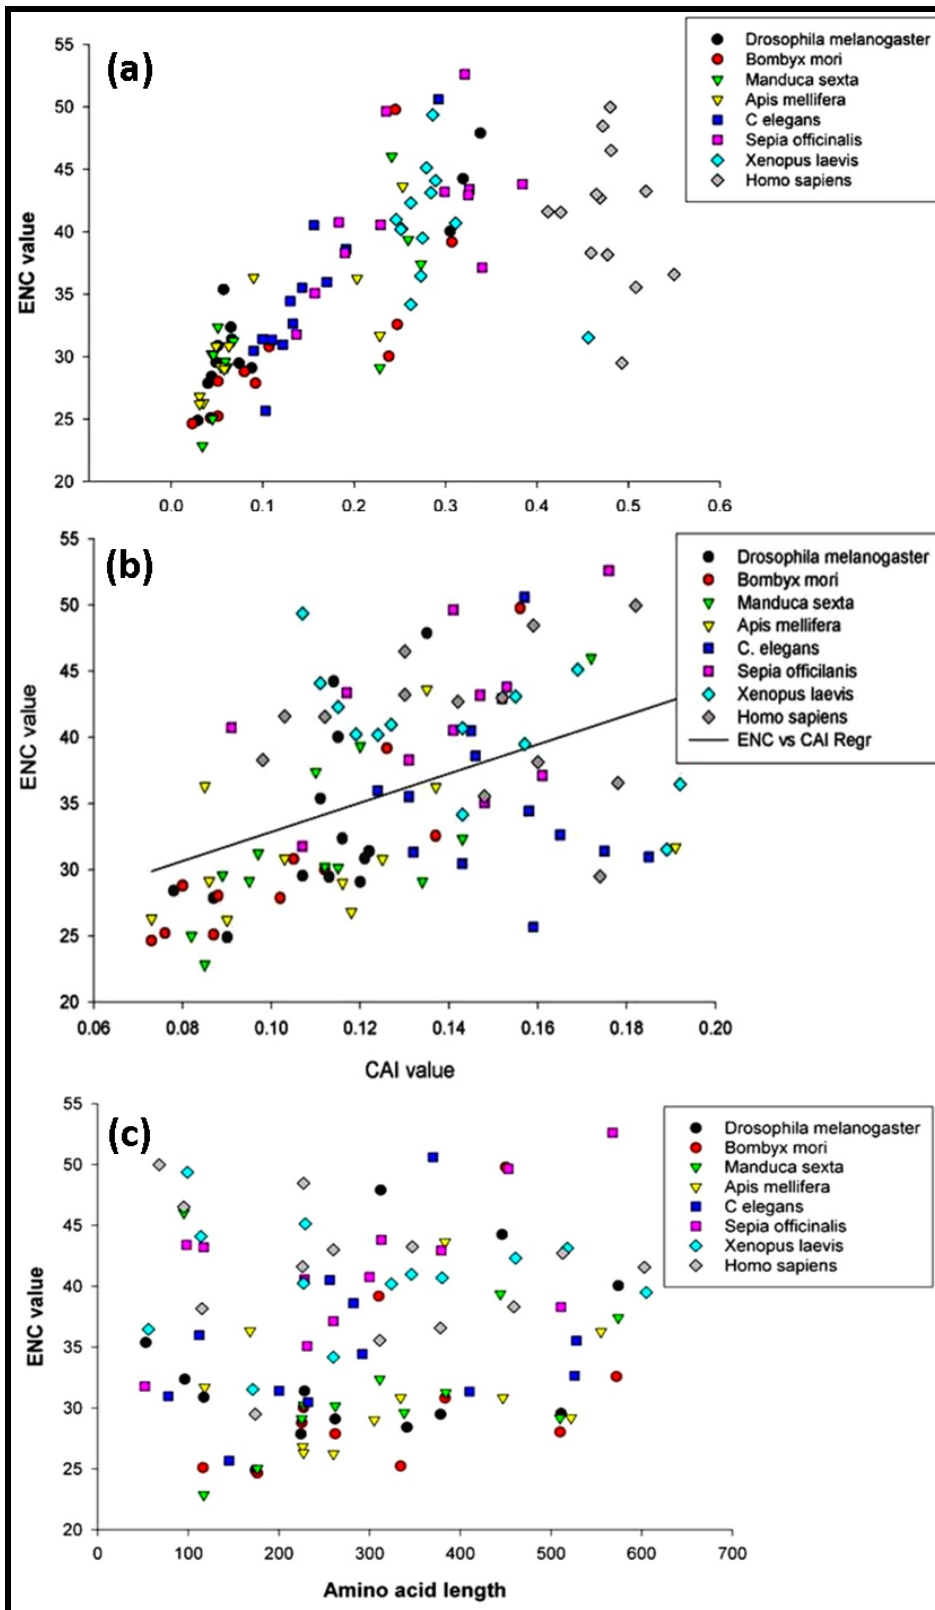 (a)
ENC value
55
50
45
40
35
30
25
20
0.0 0.1 0.2 0.3 0.4 0.5 0.6
Drosophila melanogaster
Bombyx mori
Manduca sexta
Apis mellifera
C elegans
Sepia officinalis
Xenopus laevis
Homo sapiens
(b)
ENC value
55
50
45
40
35
30
25
20
0.06 0.08 0.10 0.12 0.14 0.16 0.18 0.20
CAI value
Drosophila melanogaster
Bombyx mori
Manduca sexta
Apis mellifera
C. elegans
Sepia officilanis
Xenopus laevis
Homo sapiens
ENC vs CAI Regr
(c)
ENC value
55
50
45
40
35
30
25
20
0 100 200 300 400 500 600 700
Amino acid length
Drosophila melanogaster
Bombyx mori
Manduca sexta
Apis mellifera
C elegans
Sepia officinalis
Xenopus laevis
Homo sapiens